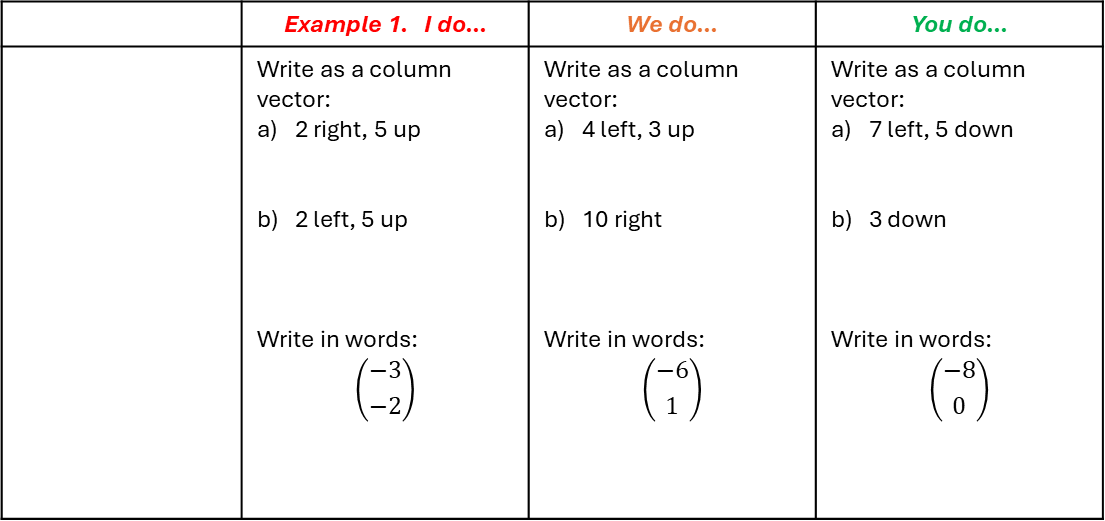 Example 1.   I do...
We do...
You do...
Write as a column
vector:
a)   2 right, 5 up
b)   2 left, 5 up
Write in words:
(−3
−2)
Write as a column
vector:
a)   4 left, 3 up
b)   10 right
Write in words:
(−6
1)
Write as a column
vector:
a)   7 left, 5 down
b)   3 down
Write in words:
(−8
0)